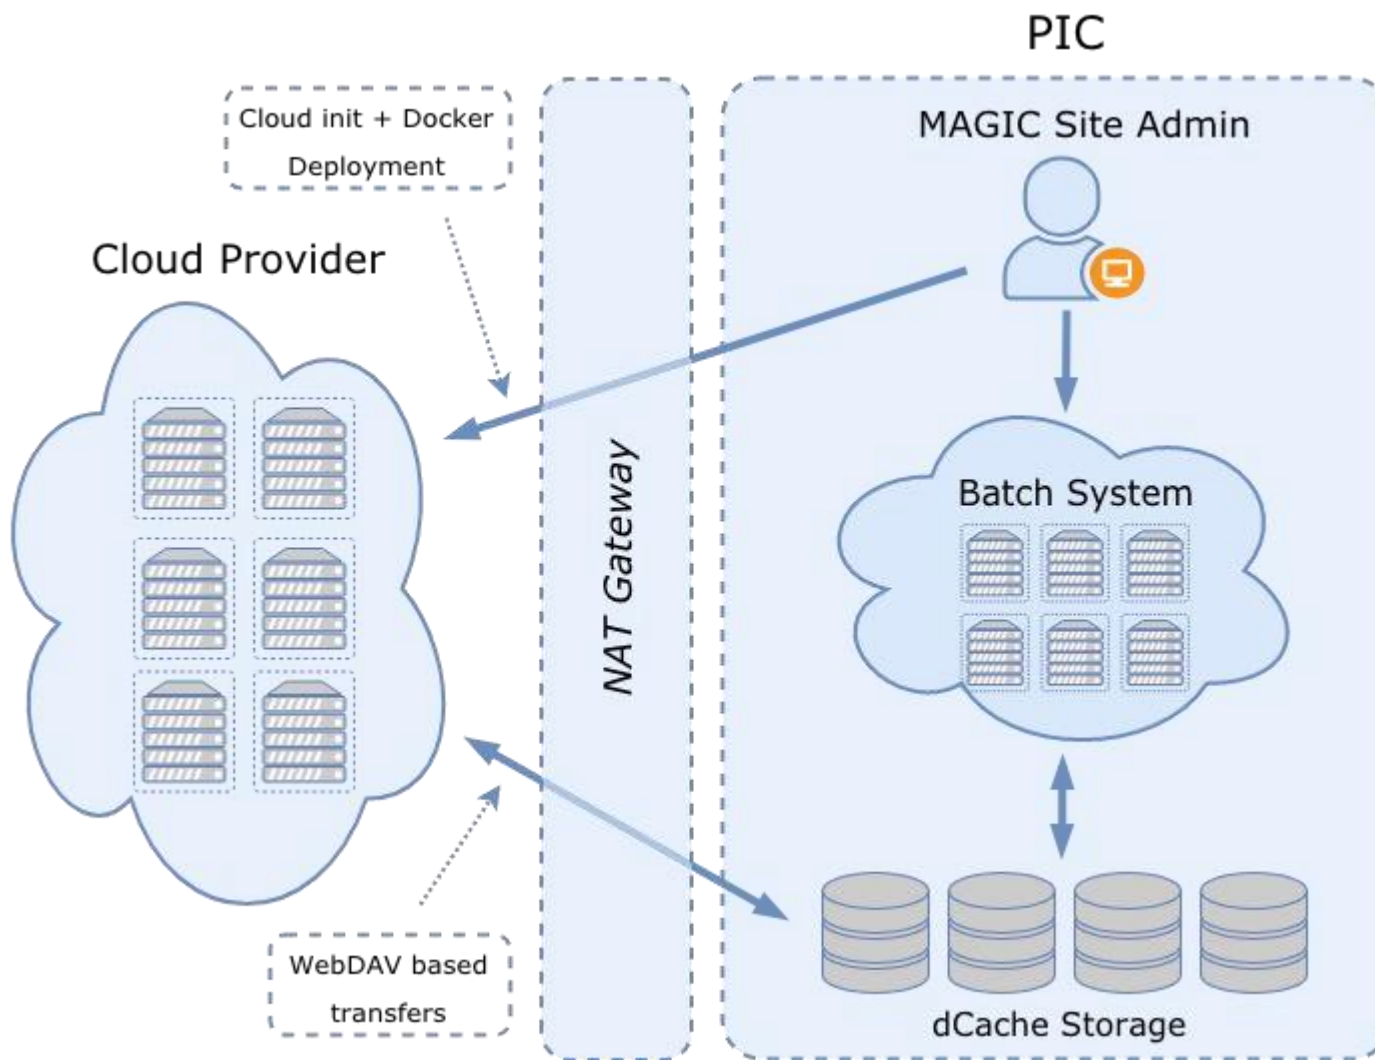 PIC
MAGIC Site Admin
Cloud init + Docker
Deployment
Cloud Provider
NAT Gateway
Batch System
WebDAV based
transfers
dCache Storage